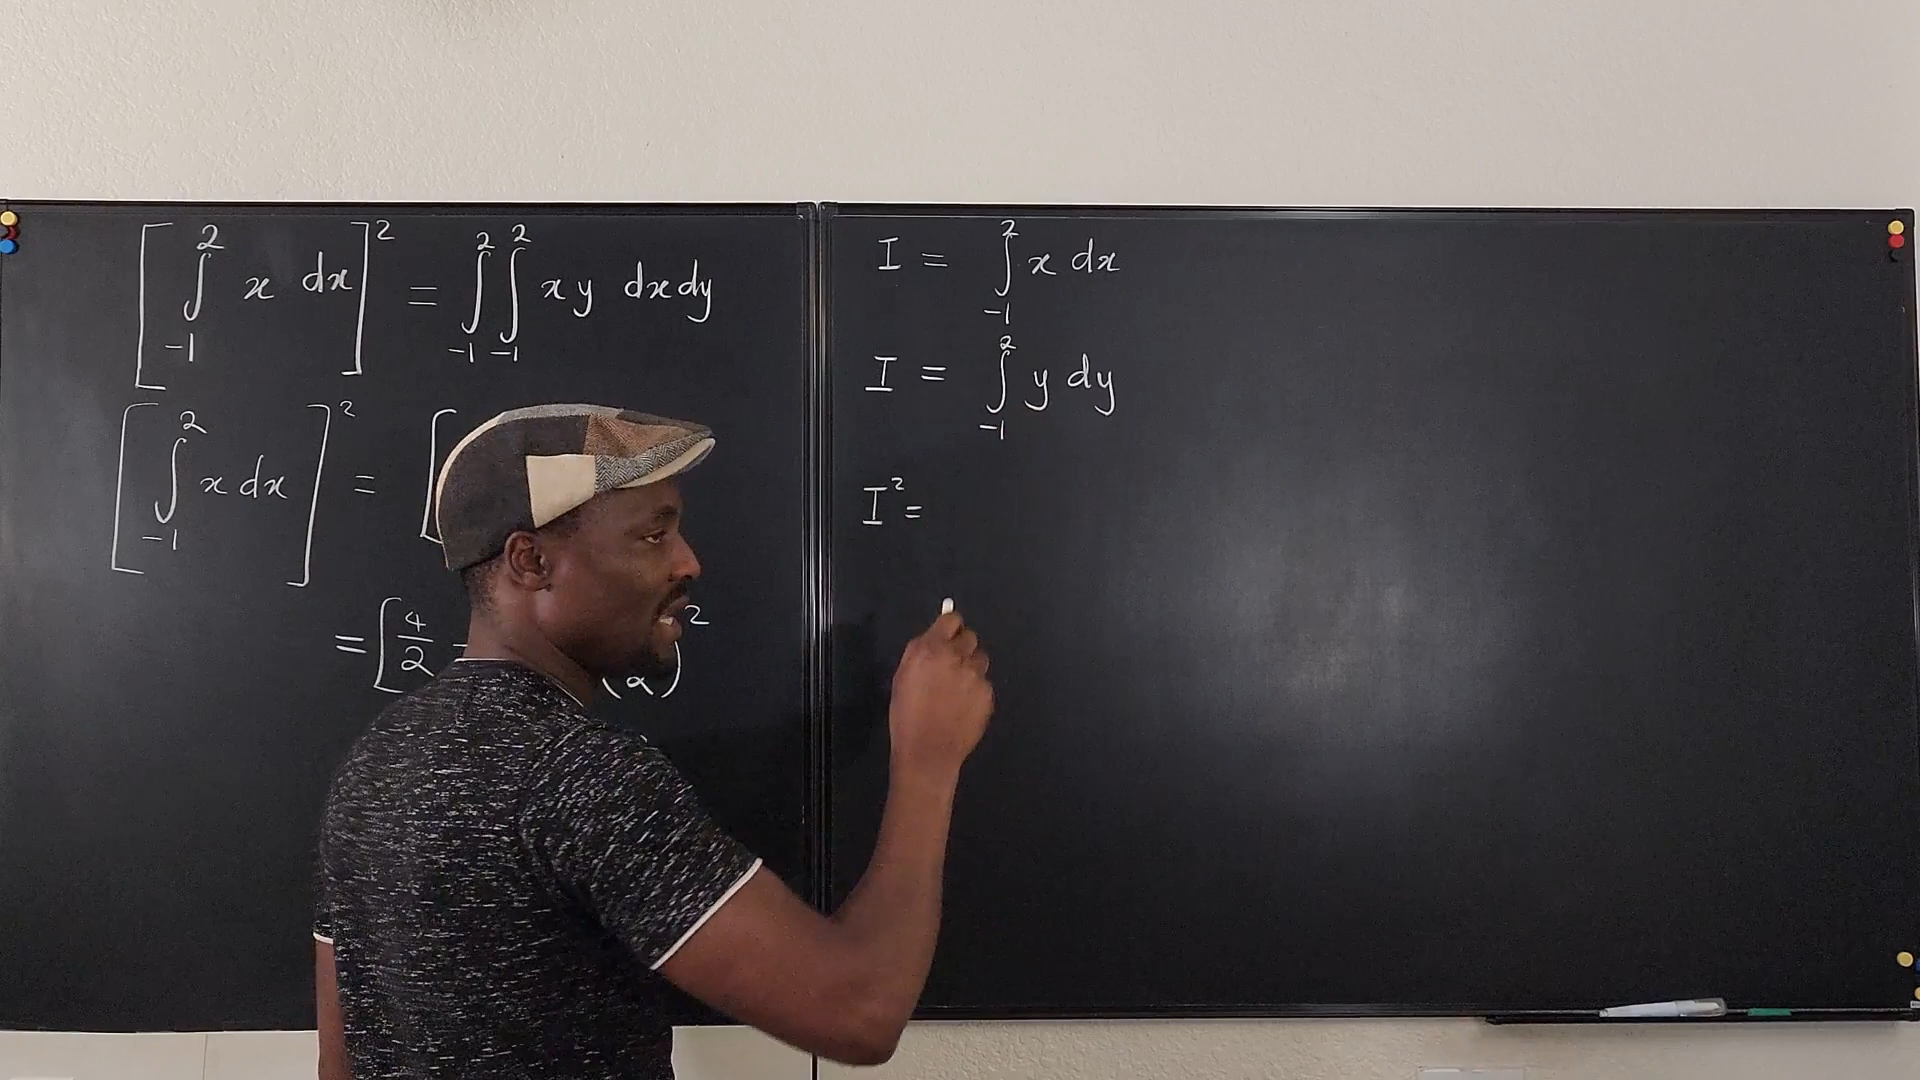 [∫_{-1}^{2} x dx]^2 = ∫_{-1}^{2} ∫_{-1}^{2} xy dxdy
[∫_{-1}^{2} x dx]^2 = [
= [4/2 - )^2
I = ∫_{-1}^{2} x dx
I = ∫_{-1}^{2} y dy
I^2 =